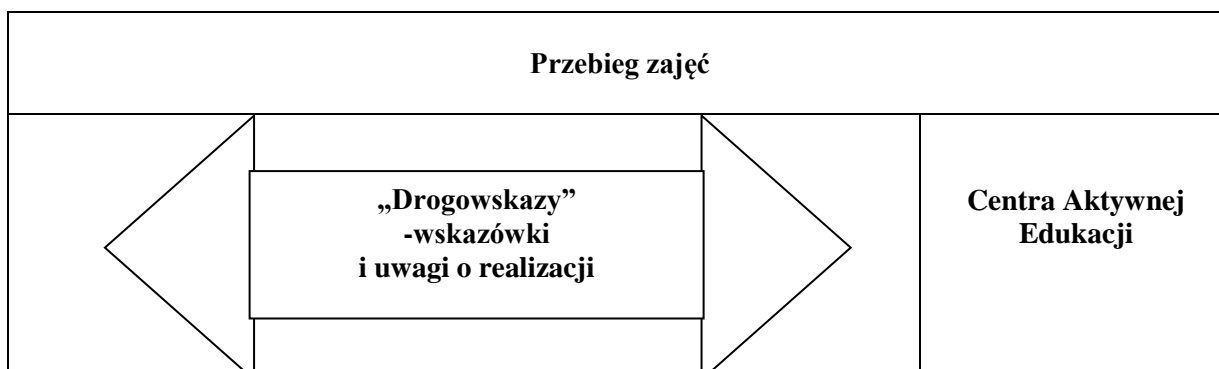 Przebieg zajęć
„Drogowskazy”
-wskazówki
i uwagi o realizacji
Centra Aktywnej
Edukacji